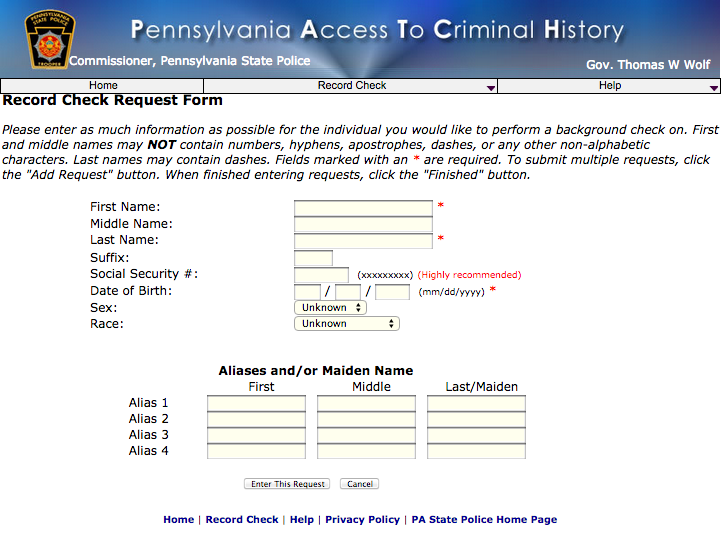 Pennsylvania Access To Criminal History
PENNSYLVANIA
STATE POLICE
TROOPER
Commissioner, Pennsylvania State Police
Gov. Thomas W Wolf
Home Record Check Help
Record Check Request Form
Please enter as much information as possible for the individual you would like to perform a background check on. First
and middle names may NOT contain numbers, hyphens, apostrophes, dashes, or any other non-alphabetic
characters. Last names may contain dashes. Fields marked with an * are required. To submit multiple requests, click
the "Add Request" button. When finished entering requests, click the "Finished" button.
First Name: *
Middle Name:
Last Name: *
Suffix:
Social Security #: (xxxxxxxxx) (Highly recommended)
Date of Birth: / / (mm/dd/yyyy) *
Sex: Unknown
Race: Unknown
Aliases and/or Maiden Name
First Middle Last/Maiden
Alias 1
Alias 2
Alias 3
Alias 4
Enter This Request Cancel
Home | Record Check | Help | Privacy Policy | PA State Police Home Page